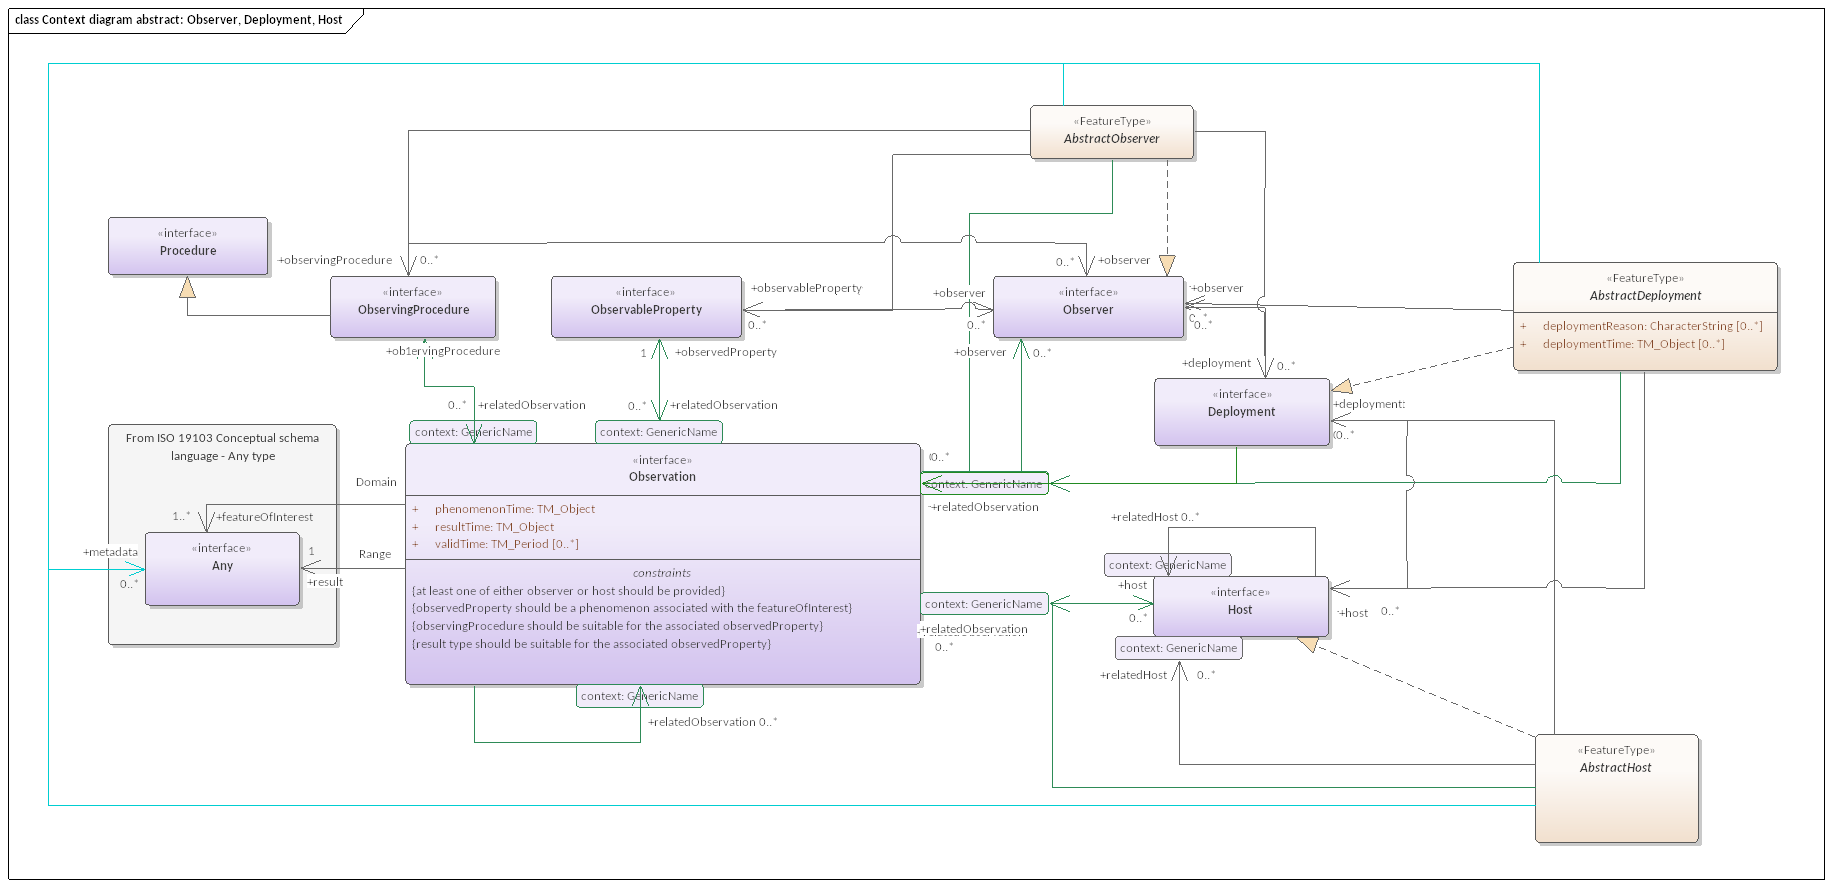 class Context diagram abstract: Observer, Deployment, Host
«FeatureType»
AbstractObserver
«interface»
Procedure
+observingProcedure
0..*
«interface»
ObservingProcedure
«interface»
ObservableProperty
+observableProperty
0..*
0..*
+observer
+observer
0..*
«interface»
Observer
+observer
0..*
«FeatureType»
AbstractDeployment
+ deploymentReason: CharacterString [0..*]
+ deploymentTime: TM_Object [0..*]
1
+observedProperty
+observer
0..*
+deployment
0..*
«interface»
Deployment
+deployment
0..*
0..*
+relatedObservation
0..*
+relatedObservation
context: GenericName
context: GenericName
From ISO 19103 Conceptual schema
language - Any type
«interface»
Observation
+ phenomenonTime: TM_Object
+ resultTime: TM_Object
+ validTime: TM_Period [0..*]
constraints
{at least one of either observer or host should be provided}
{observedProperty should be a phenomenon associated with the featureOfInterest}
{observingProcedure should be suitable for the associated observedProperty}
{result type should be suitable for the associated observedProperty}
Domain
1..*
+featureOfInterest
Range
1
+result
+metadata
0..*
«interface»
Any
0..*
context: GenericName
+relatedObservation
+relatedHost 0..*
context: GenericName
+host
0..*
«interface»
Host
+host
0..*
context: GenericName
+relatedObservation
0..*
context: GenericName
+relatedHost
0..*
context: GenericName
+relatedObservation 0..*
«FeatureType»
AbstractHost